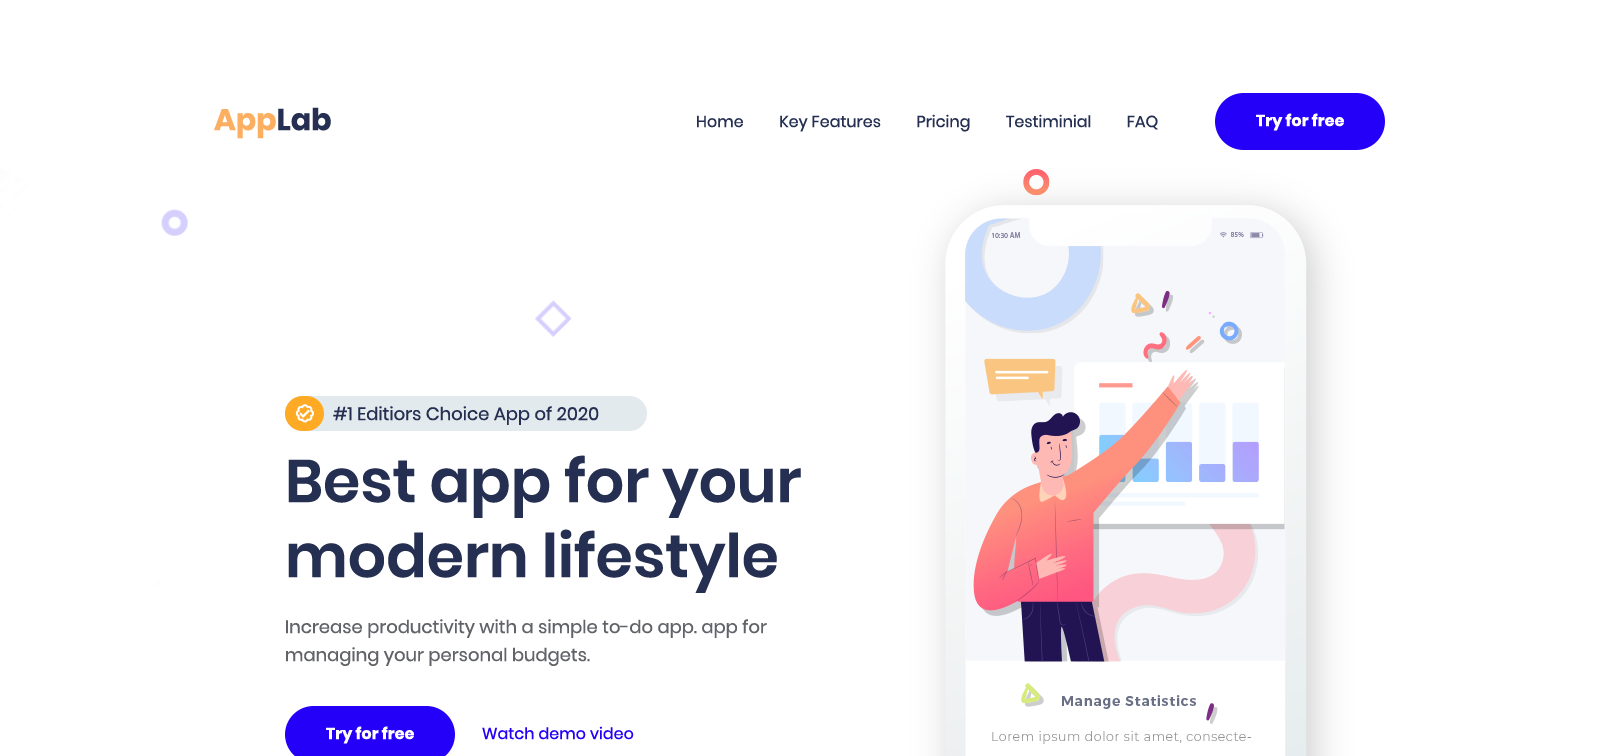 AppLab
Home Key Features Pricing Testiminial FAQ Try for free
10:30 AM 85%
#1 Editiors Choice App of 2020
Best app for your
modern lifestyle
Increase productivity with a simple to-do app. app for
managing your personal budgets.
Try for free Watch demo video
Manage Statistics
Lorem ipsum dolor sit amet, consecte-